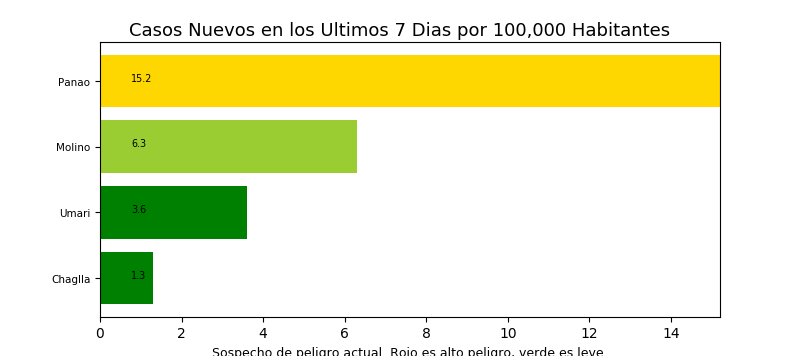 Casos Nuevos en los Ultimos 7 Dias por 100,000 Habitantes
Panao 15.2
Molino 6.3
Umari 3.6
Chaglla 1.3
0 2 4 6 8 10 12 14
Sospecho de peligro actual. Rojo es alto peligro, verde es leve